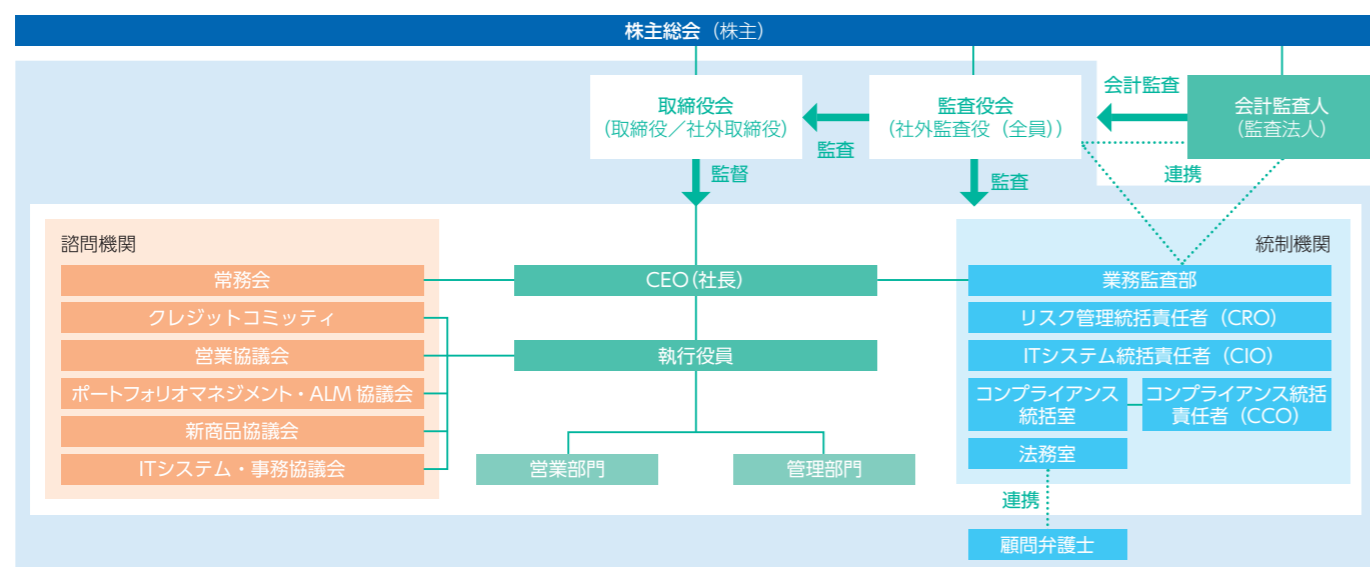 株主総会（株主）
会計監査
取締役会
（取締役／社外取締役）
監査役会
（社外監査役（全員））
会計監査人
（監査法人）
監査
連携
監督
監査
諮問機関
統制機関
常務会
CEO（社長）
業務監査部
クレジットコミッティ
リスク管理統括責任者（CRO）
営業協議会
執行役員
ITシステム統括責任者（CIO）
ポートフォリオマネジメント・ALM 協議会
コンプライアンス
統括室
コンプライアンス統括
責任者（CCO）
新商品協議会
法務室
ITシステム・事務協議会
営業部門
管理部門
連携
顧問弁護士